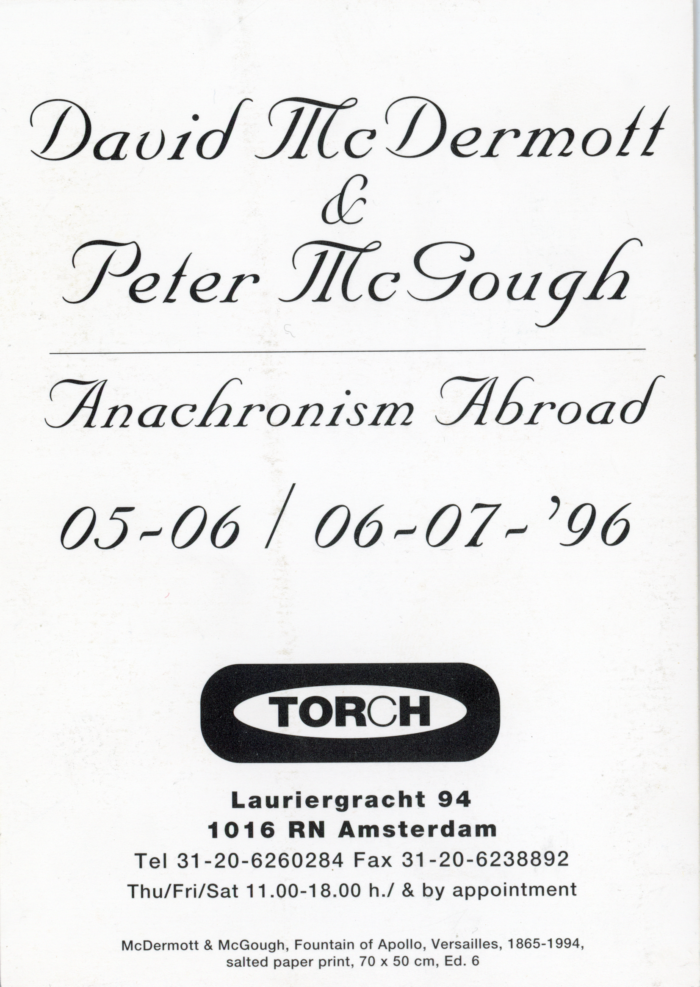 David McDermott
&
Peter McGough
Anachronism Abroad
05-06 / 06-07-'96
TORCH
Lauriergracht 94
1016 RN Amsterdam
Tel 31-20-6260284 Fax 31-20-6238892
Thu/Fri/Sat 11.00-18.00 h./ & by appointment
McDermott & McGough, Fountain of Apollo, Versailles, 1865-1994,
salted paper print, 70 x 50 cm, Ed. 6